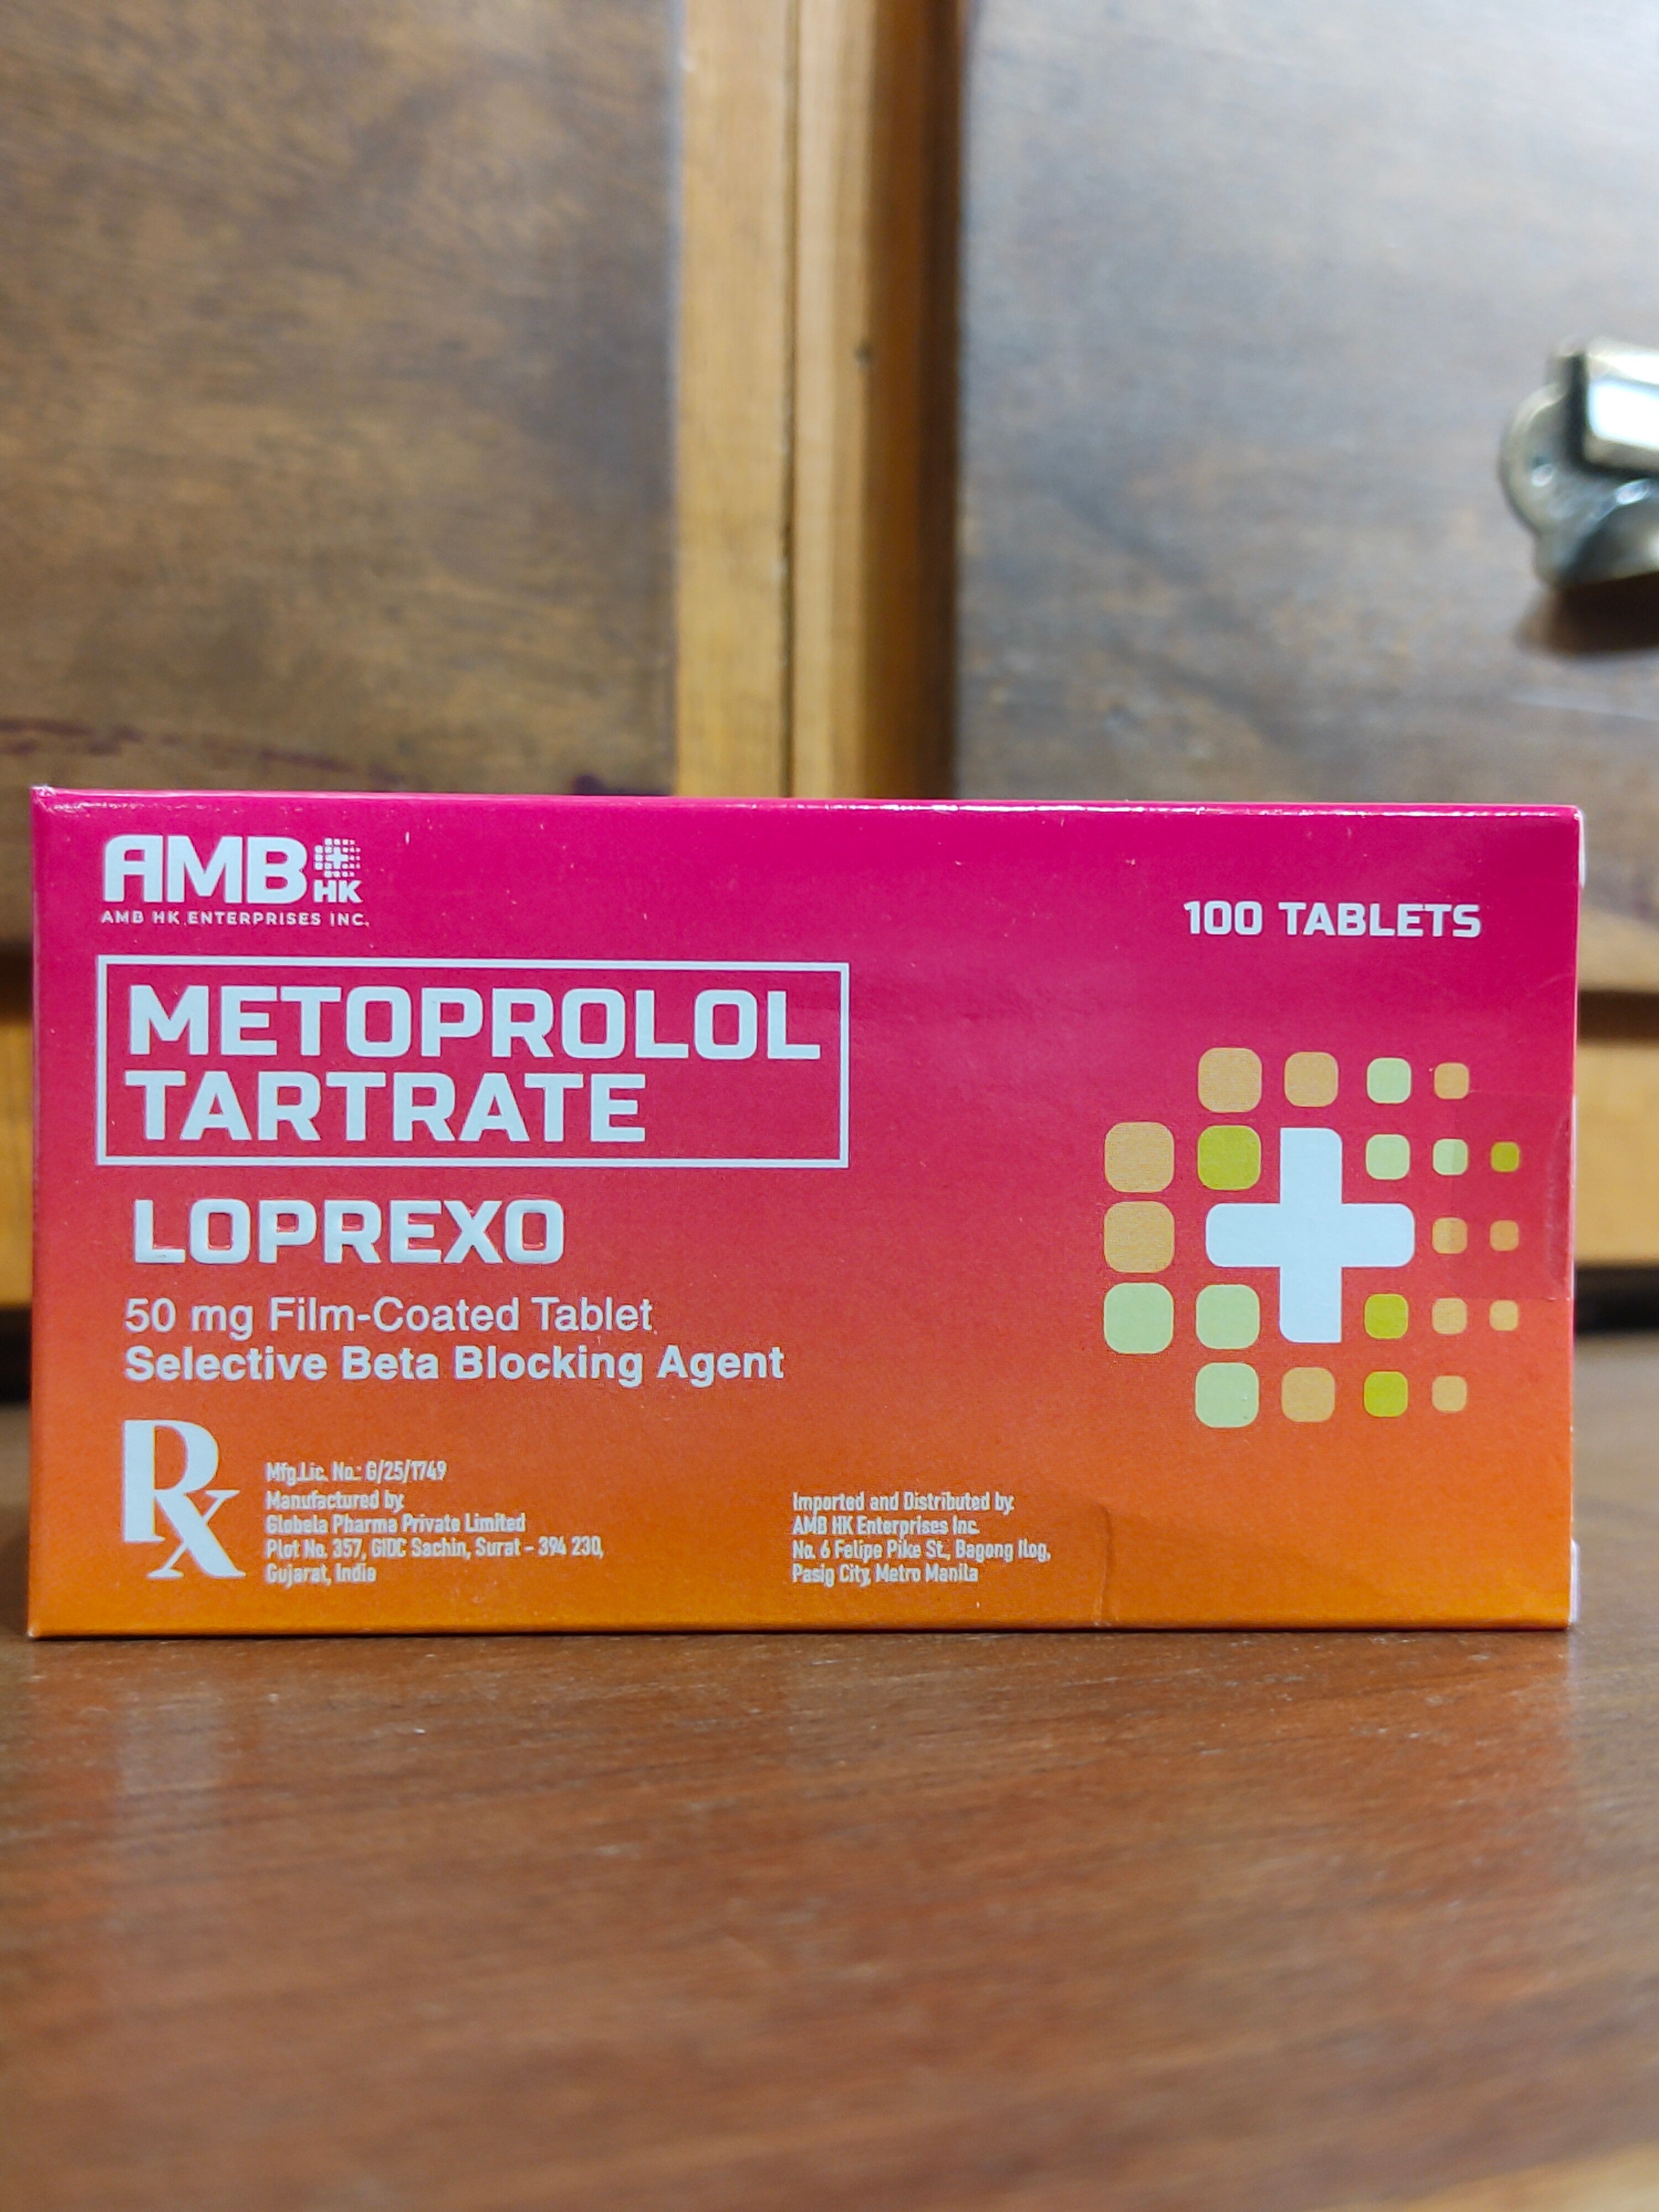 AMB HK
AMB HK ENTERPRISES INC.
100 TABLETS
METOPROLOL
TARTRATE
LOPREXO
50 mg Film-Coated Tablet
Selective Beta Blocking Agent
Rx
Mfg.Lic. No.: G/25/1749
Manufactured by:
Globela Pharma Private Limited
Plot No. 357, GIDC Sachin, Surat - 394 230,
Gujarat, India
Imported and Distributed by:
AMB HK Enterprises Inc.
No. 6 Felipe Pike St., Bagong Ilog,
Pasig City, Metro Manila